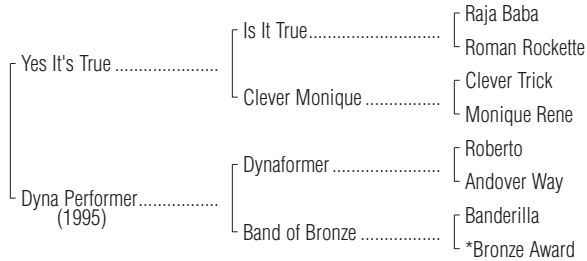 Raja Baba
Is It True
Roman Rockette
Yes It's True
Clever Trick
Clever Monique
Monique Rene
Roberto
Dynaformer
Andover Way
Dyna Performer
(1995)
Banderilla
Band of Bronze
*Bronze Award